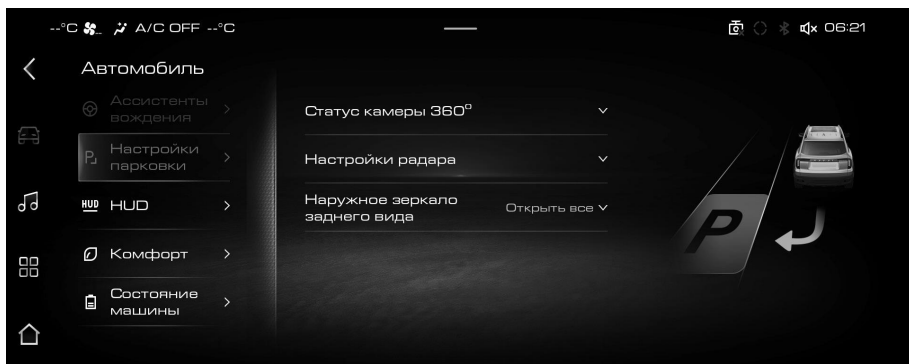 --°C A/C OFF --°C
06:21
Автомобиль
Ассистенты
вождения
Настройки
парковки
HUD HUD
Комфорт
Состояние
машины
Статус камеры 360°
Настройки радара
Наружное зеркало
заднего вида
Открыть все
P